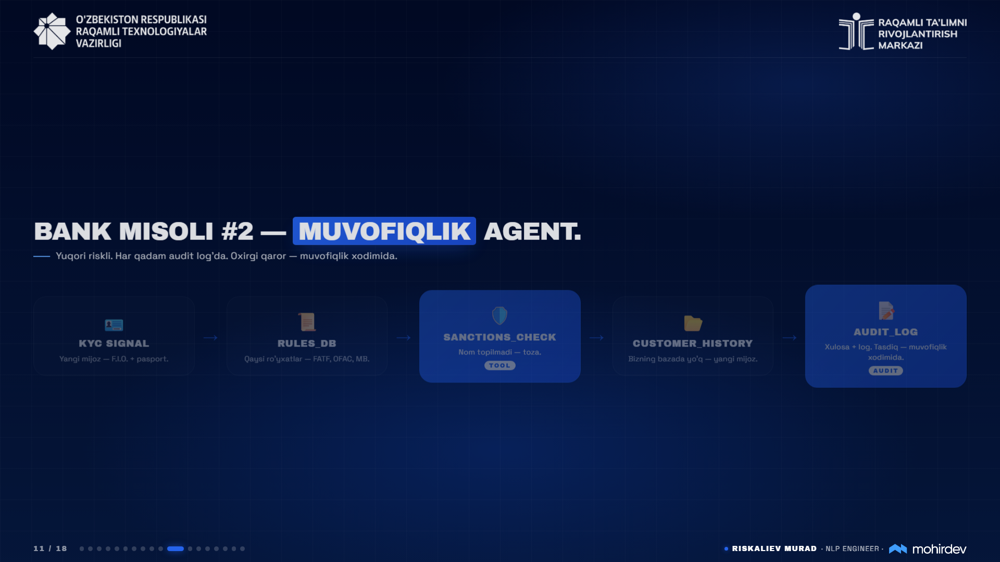 O'ZBEKISTON RESPUBLIKASI
RAQAMLI TEXNOLOGIYALAR
VAZIRLIGI
RAQAMLI TA'LIMNI
RIVOJLANTIRISH
MARKAZI
BANK MISOLI #2 — MUVOFIQLIK AGENT.
Yuqori riskli. Har qadam audit log'da. Oxirgi qaror — muvofiqlik xodimida.
KYC SIGNAL
Yangi mijoz — F.I.O. + pasport.
→
RULES_DB
Qaysi ro'yxatlar — FATF, OFAC, MB.
→
SANCTIONS_CHECK
Nom topilmadi — toza.
TOOL
→
CUSTOMER_HISTORY
Bizning bazada yo'q — yangi mijoz.
→
AUDIT_LOG
Xulosa + log. Tasdiq — muvofiqlik
xodimida.
AUDIT
11 / 18
RISKALIEV MURAD · NLP ENGINEER · mohirdev